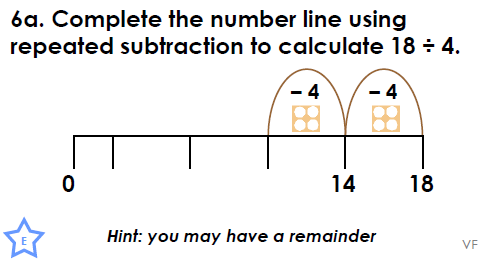 6a. Complete the number line using
repeated subtraction to calculate 18 ÷ 4.
– 4 – 4
0 14 18
E
Hint: you may have a remainder
VF